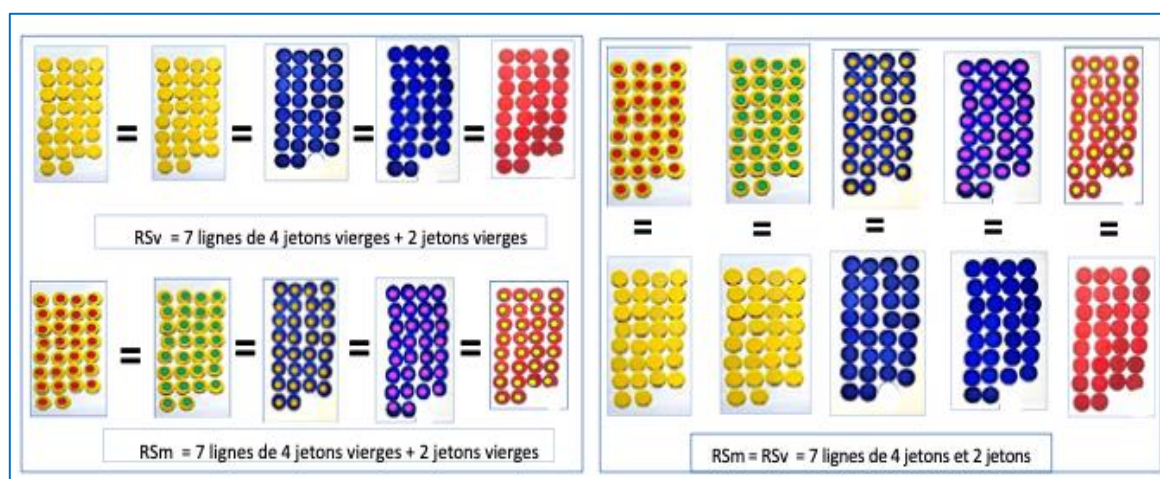 = = = =
RSv = 7 lignes de 4 jetons vierges + 2 jetons vierges
= = = =
RSm = 7 lignes de 4 jetons vierges + 2 jetons vierges
= = = = =
RSm = RSv = 7 lignes de 4 jetons et 2 jetons